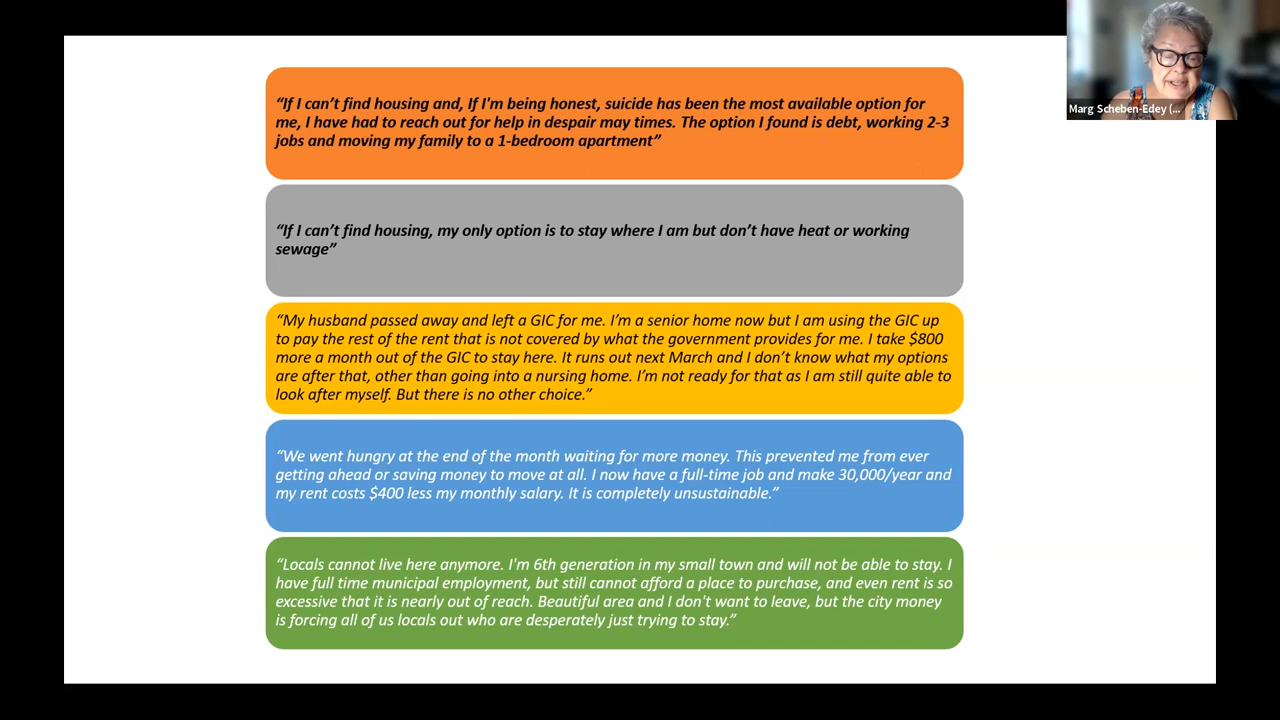 “If I can’t find housing and, If I'm being honest, suicide has been the most available option for
me, I have had to reach out for help in despair may times. The option I found is debt, working 2-3
jobs and moving my family to a 1-bedroom apartment”
“If I can’t find housing, my only option is to stay where I am but don’t have heat or working
sewage”
“My husband passed away and left a GIC for me. I’m a senior home now but I am using the GIC up
to pay the rest of the rent that is not covered by what the government provides for me. I take $800
more a month out of the GIC to stay here. It runs out next March and I don’t know what my options
are after that, other than going into a nursing home. I’m not ready for that as I am still quite able to
look after myself. But there is no other choice.”
“We went hungry at the end of the month waiting for more money. This prevented me from ever
getting ahead or saving money to move at all. I now have a full-time job and make 30,000/year and
my rent costs $400 less my monthly salary. It is completely unsustainable.”
“Locals cannot live here anymore. I'm 6th generation in my small town and will not be able to stay. I
have full time municipal employment, but still cannot afford a place to purchase, and even rent is so
excessive that it is nearly out of reach. Beautiful area and I don't want to leave, but the city money
is forcing all of us locals out who are desperately just trying to stay.”
Marg Scheben-Edey (...